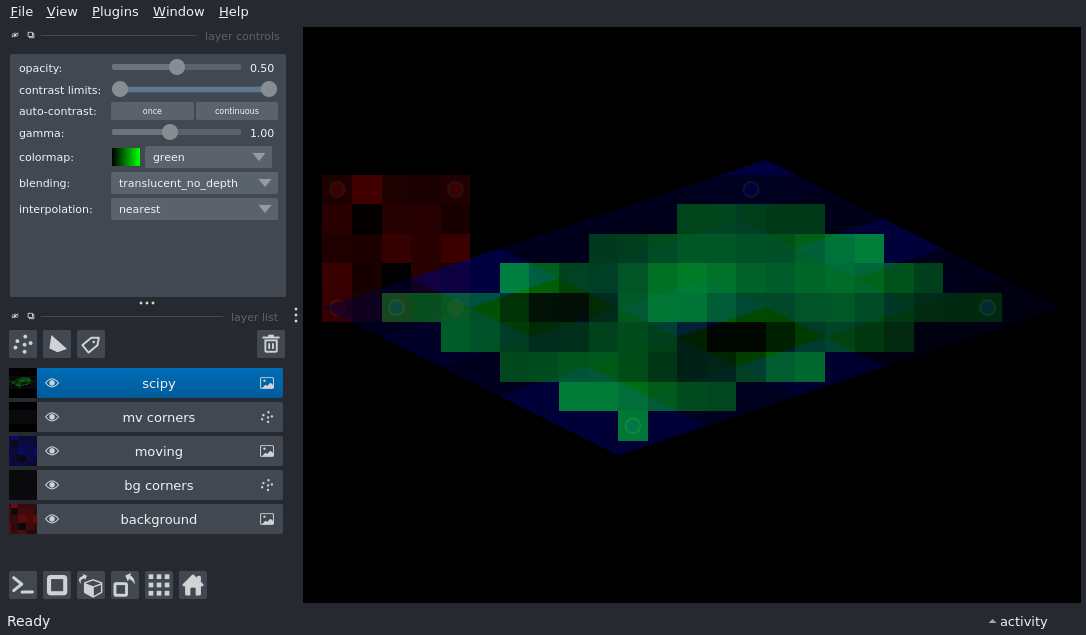 File View Plugins Window Help
layer controls
opacity: 0.50
contrast limits:
auto-contrast: once continuous
gamma: 1.00
colormap: green
blending: translucent_no_depth
interpolation: nearest
layer list
scipy
mv corners
moving
bg corners
background
Ready
activity